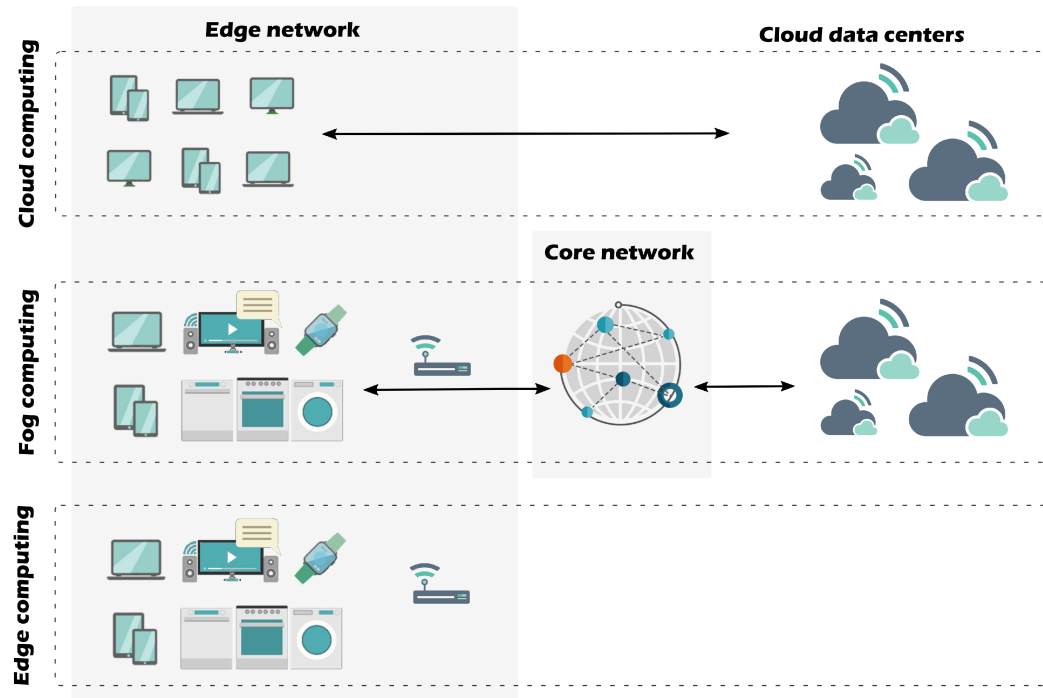 Edge network
Cloud data centers
Cloud computing
Core network
Fog computing
Edge computing